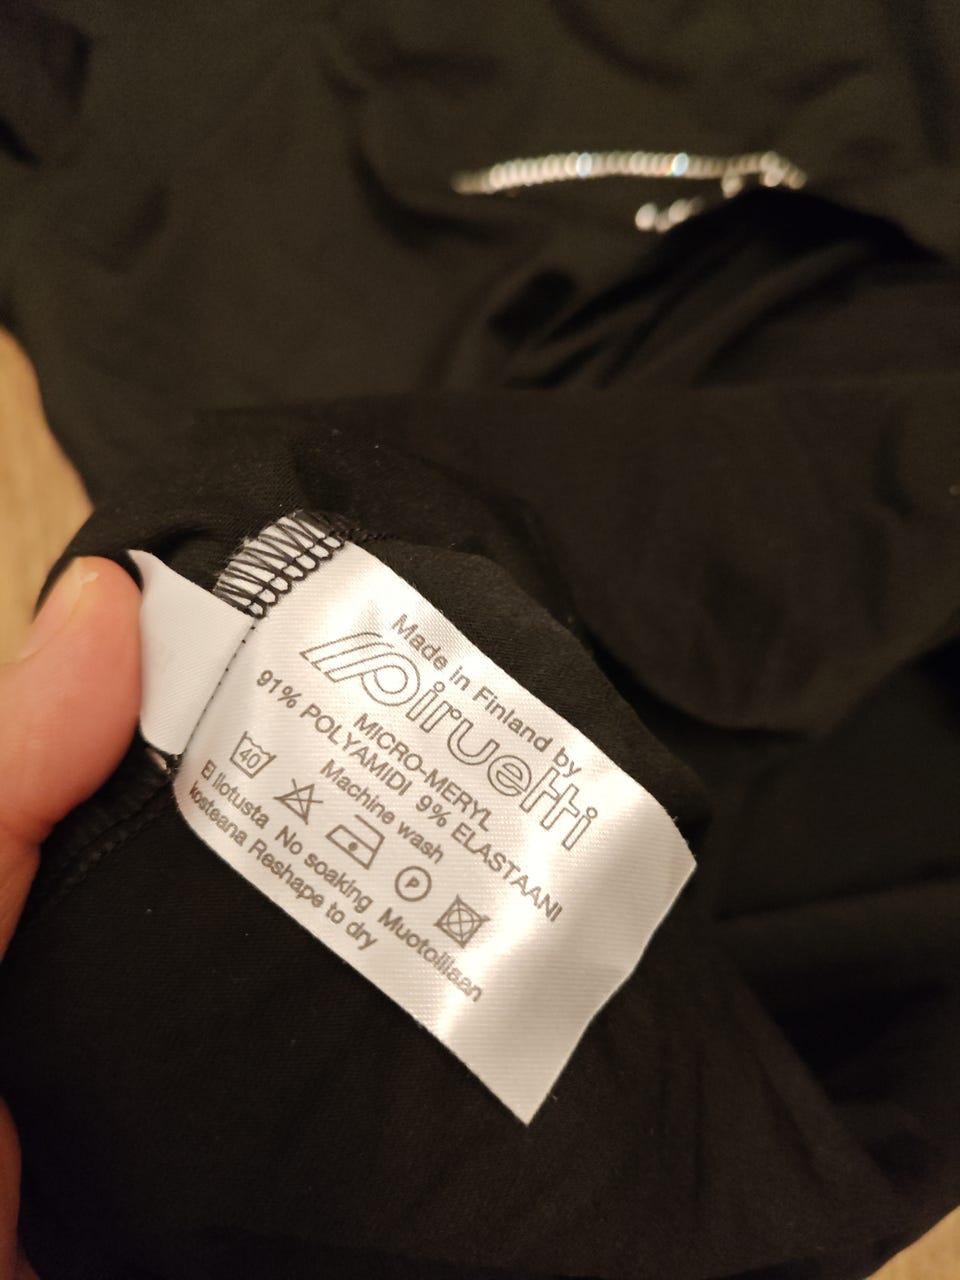 Made in Finland by
Piruetti
MICRO-MERYL
91% POLYAMIDI 9% ELASTAANI
Machine wash
40 P
Ei liotusta No soaking Muotoillaan
kosteana Reshape to dry